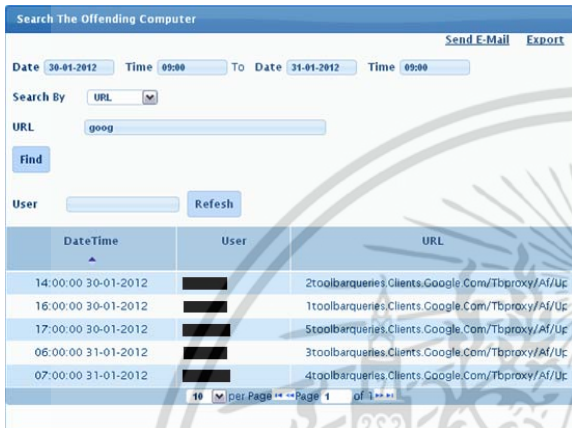 Search The Offending Computer
Send E-Mail Export
Date 30-01-2012 Time 09:00 To Date 31-01-2012 Time 09:00
Search By URL
URL goog
Find
User Refesh
DateTime User URL
14:00:00 30-01-2012 2toolbarqueries.Clients.Google.Com/Tbproxy/Af/Up
16:00:00 30-01-2012 1toolbarqueries.Clients.Google.Com/Tbproxy/Af/Up
17:00:00 30-01-2012 5toolbarqueries.Clients.Google.Com/Tbproxy/Af/Up
06:00:00 31-01-2012 3toolbarqueries.Clients.Google.Com/Tbproxy/Af/Up
07:00:00 31-01-2012 4toolbarqueries.Clients.Google.Com/Tbproxy/Af/Up
10 per Page Page 1 of 1